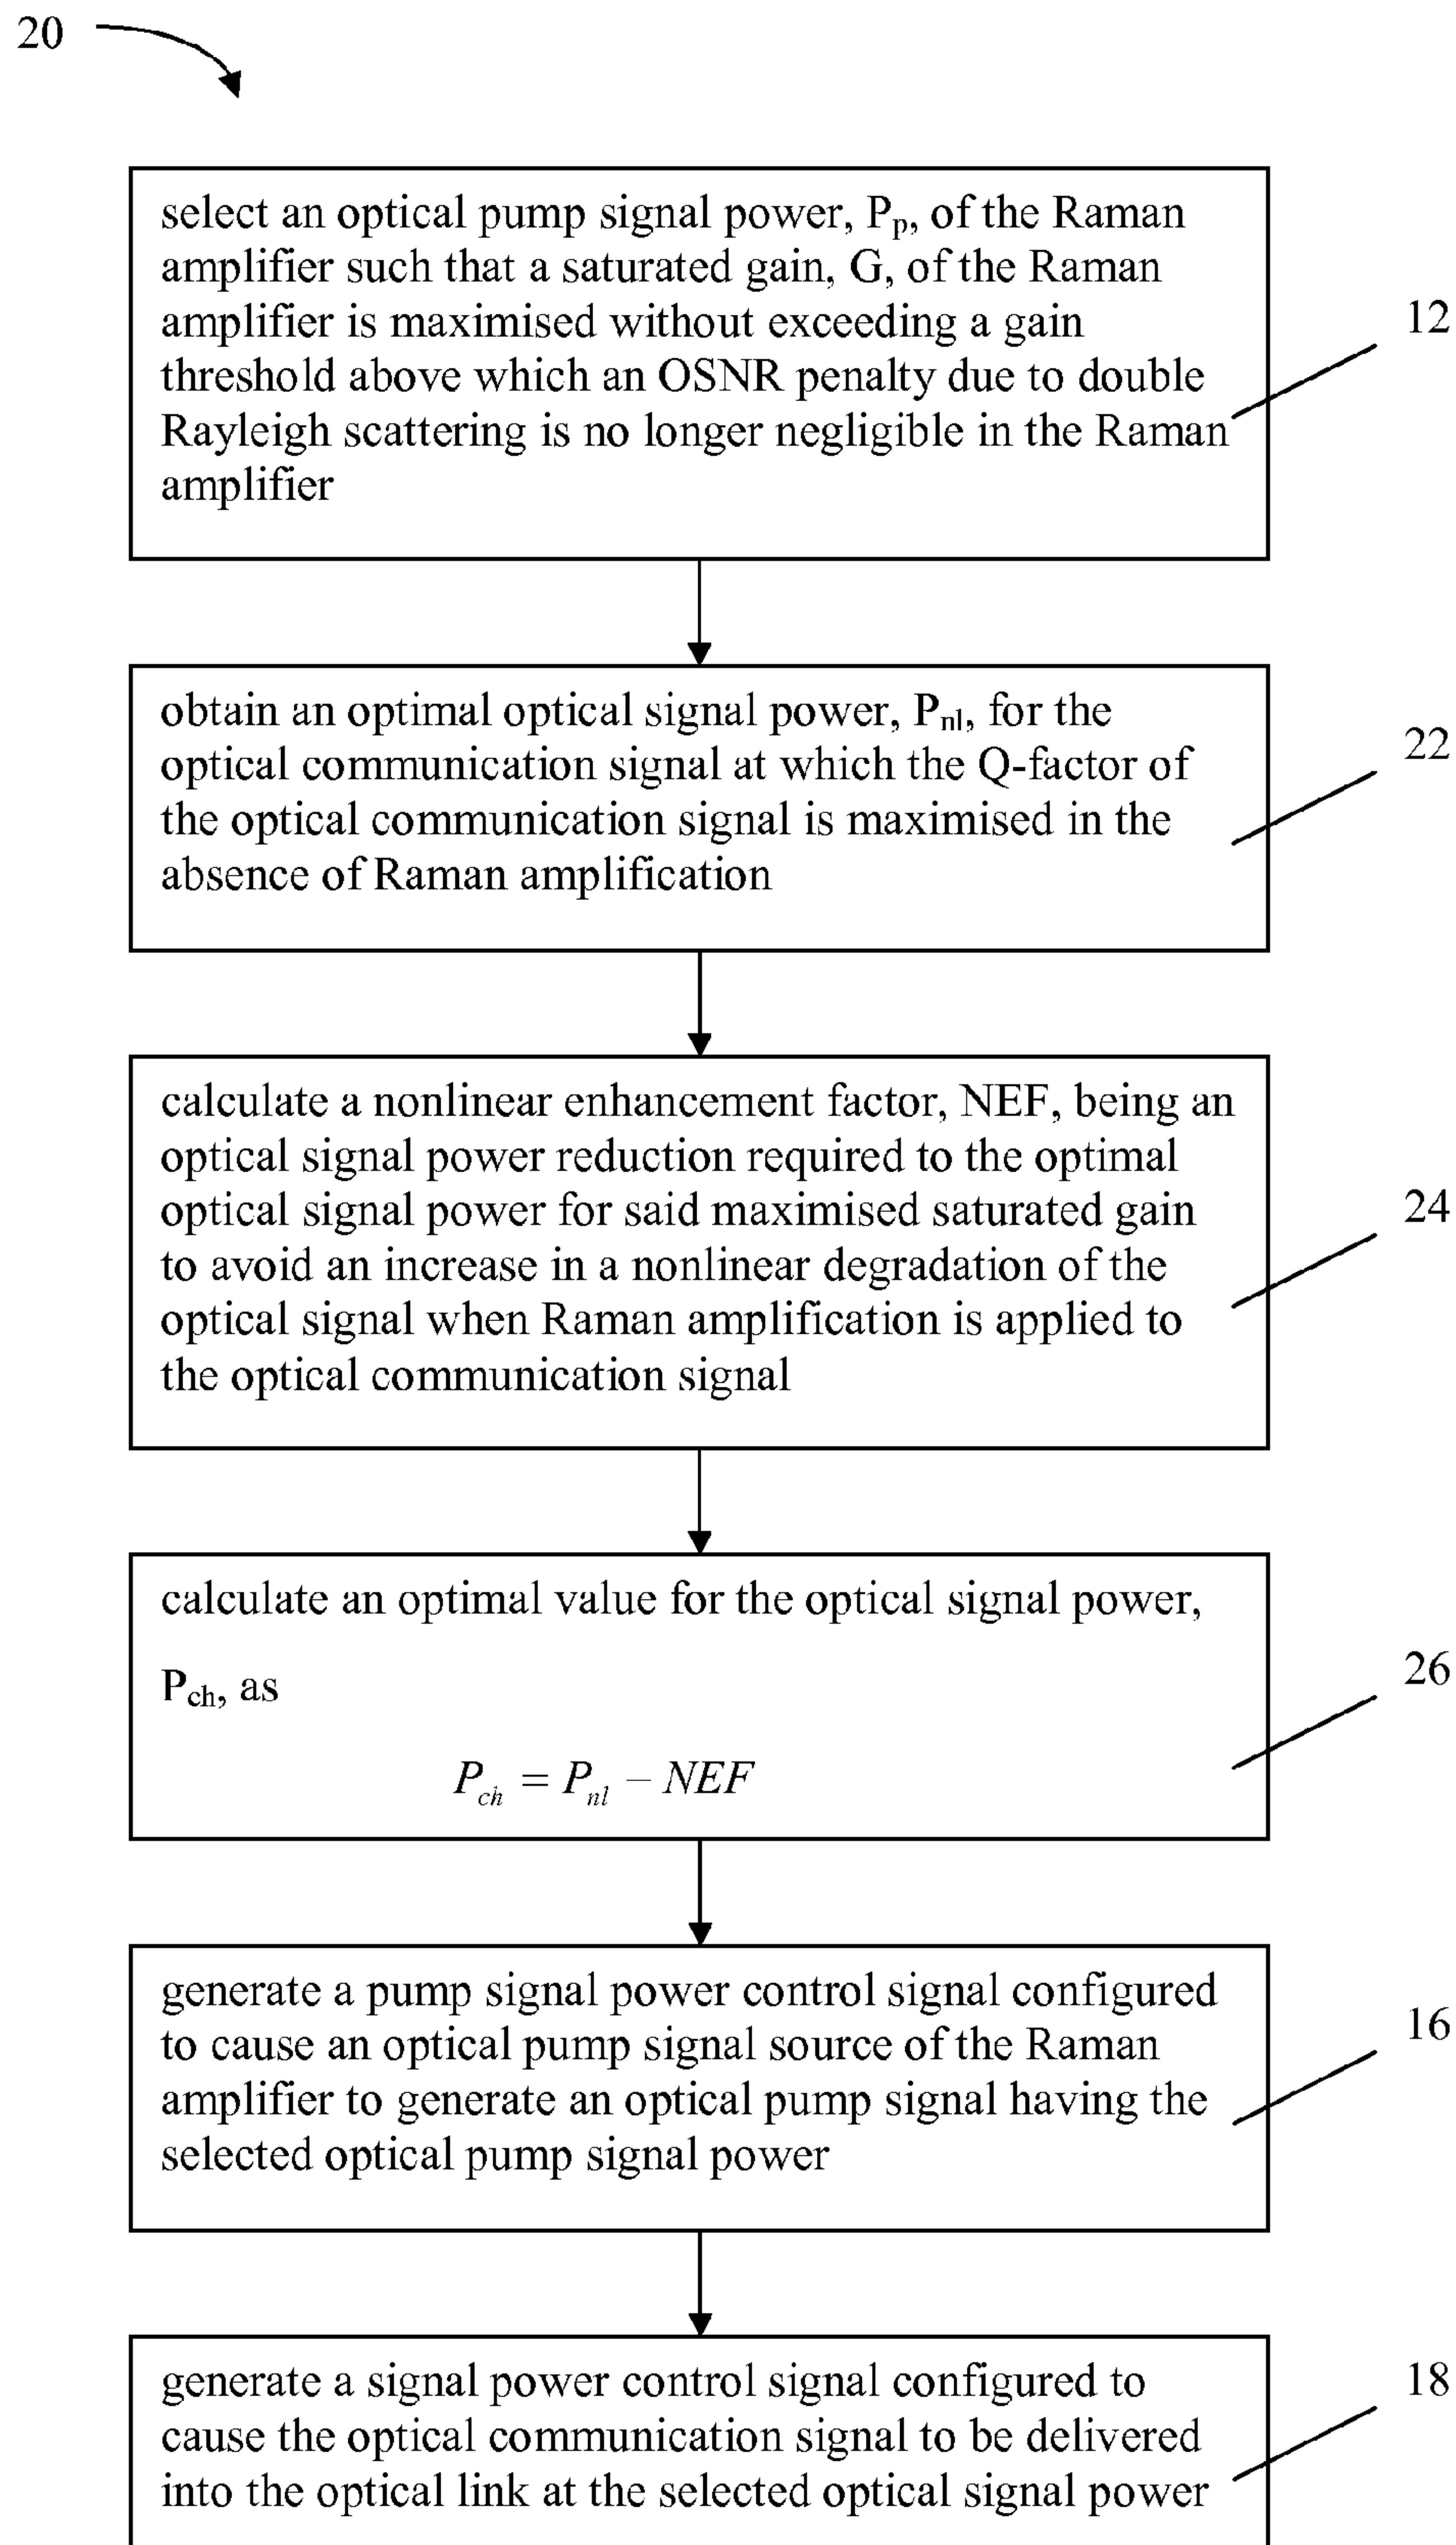 20
select an optical pump signal power, Pp, of the Raman
amplifier such that a saturated gain, G, of the Raman
amplifier is maximised without exceeding a gain
threshold above which an OSNR penalty due to double
Rayleigh scattering is no longer negligible in the Raman
amplifier
12
obtain an optimal optical signal power, Pnl, for the
optical communication signal at which the Q-factor of
the optical communication signal is maximised in the
absence of Raman amplification
22
calculate a nonlinear enhancement factor, NEF, being an
optical signal power reduction required to the optimal
optical signal power for said maximised saturated gain
to avoid an increase in a nonlinear degradation of the
optical signal when Raman amplification is applied to
the optical communication signal
24
calculate an optimal value for the optical signal power,
Pch, as
Pch = Pnl – NEF
26
generate a pump signal power control signal configured
to cause an optical pump signal source of the Raman
amplifier to generate an optical pump signal having the
selected optical pump signal power
16
generate a signal power control signal configured to
cause the optical communication signal to be delivered
into the optical link at the selected optical signal power
18